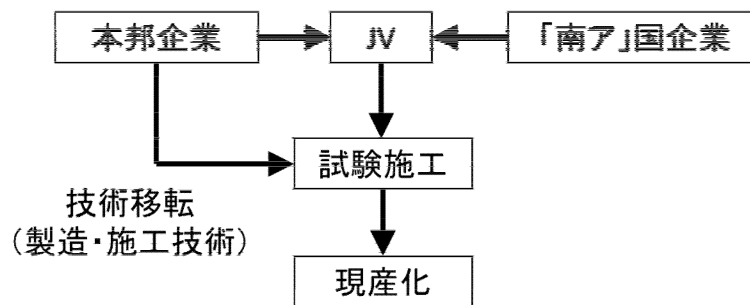 本邦企業
JV
「南ア」国企業
試験施工
技術移転
（製造・施工技術）
現産化